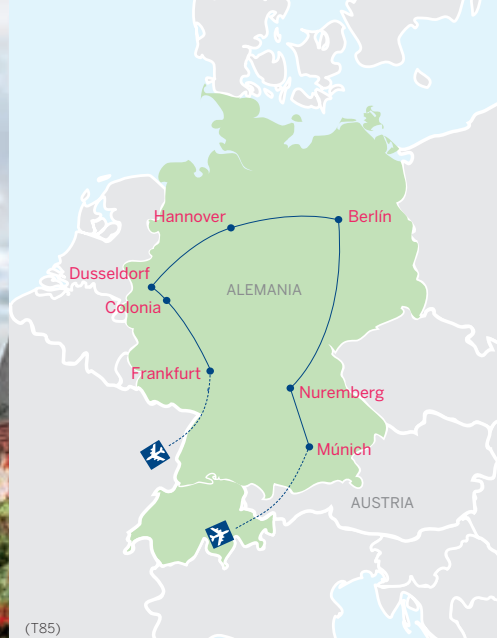 Hannover
Berlín
Dusseldorf
ALEMANIA
Colonia
Frankfurt
Nuremberg
Múnich
AUSTRIA
(T85)